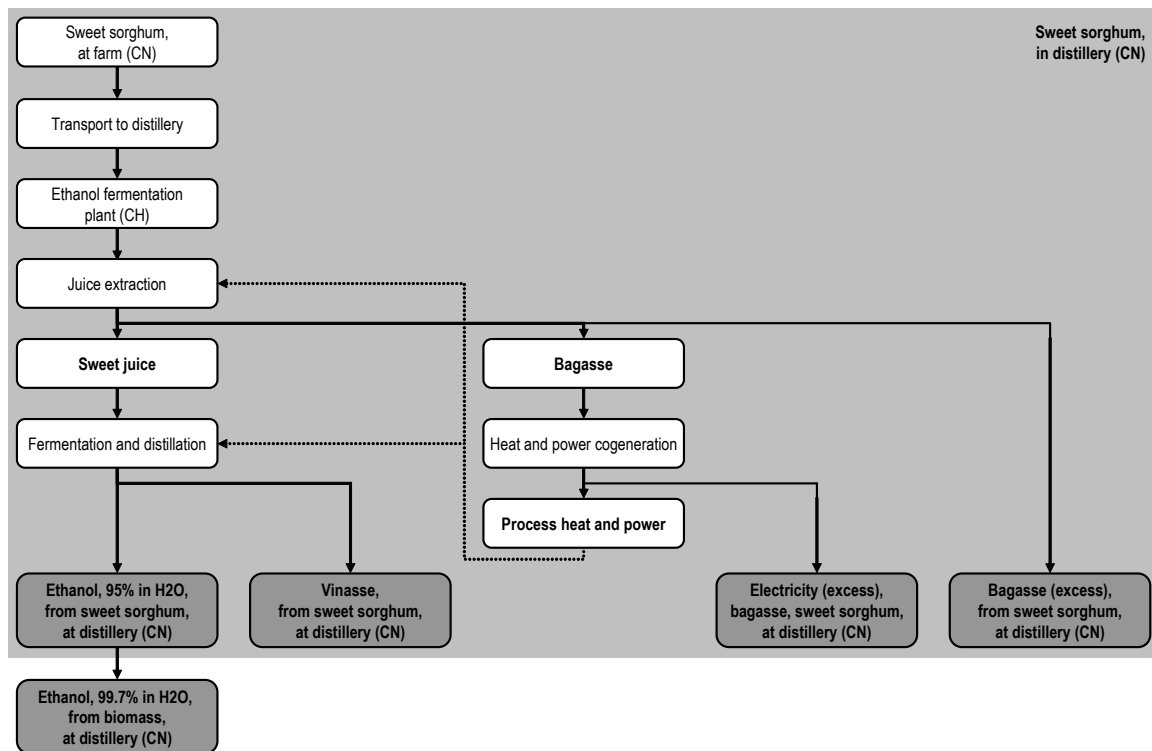 Sweet sorghum,
at farm (CN)
Sweet sorghum,
in distillery (CN)
Transport to distillery
Ethanol fermentation
plant (CH)
Juice extraction
Sweet juice
Bagasse
Fermentation and distillation
Heat and power cogeneration
Process heat and power
Ethanol, 95% in H2O,
from sweet sorghum,
at distillery (CN)
Vinasse,
from sweet sorghum,
at distillery (CN)
Electricity (excess),
bagasse, sweet sorghum,
at distillery (CN)
Bagasse (excess),
from sweet sorghum,
at distillery (CN)
Ethanol, 99.7% in H2O,
from biomass,
at distillery (CN)